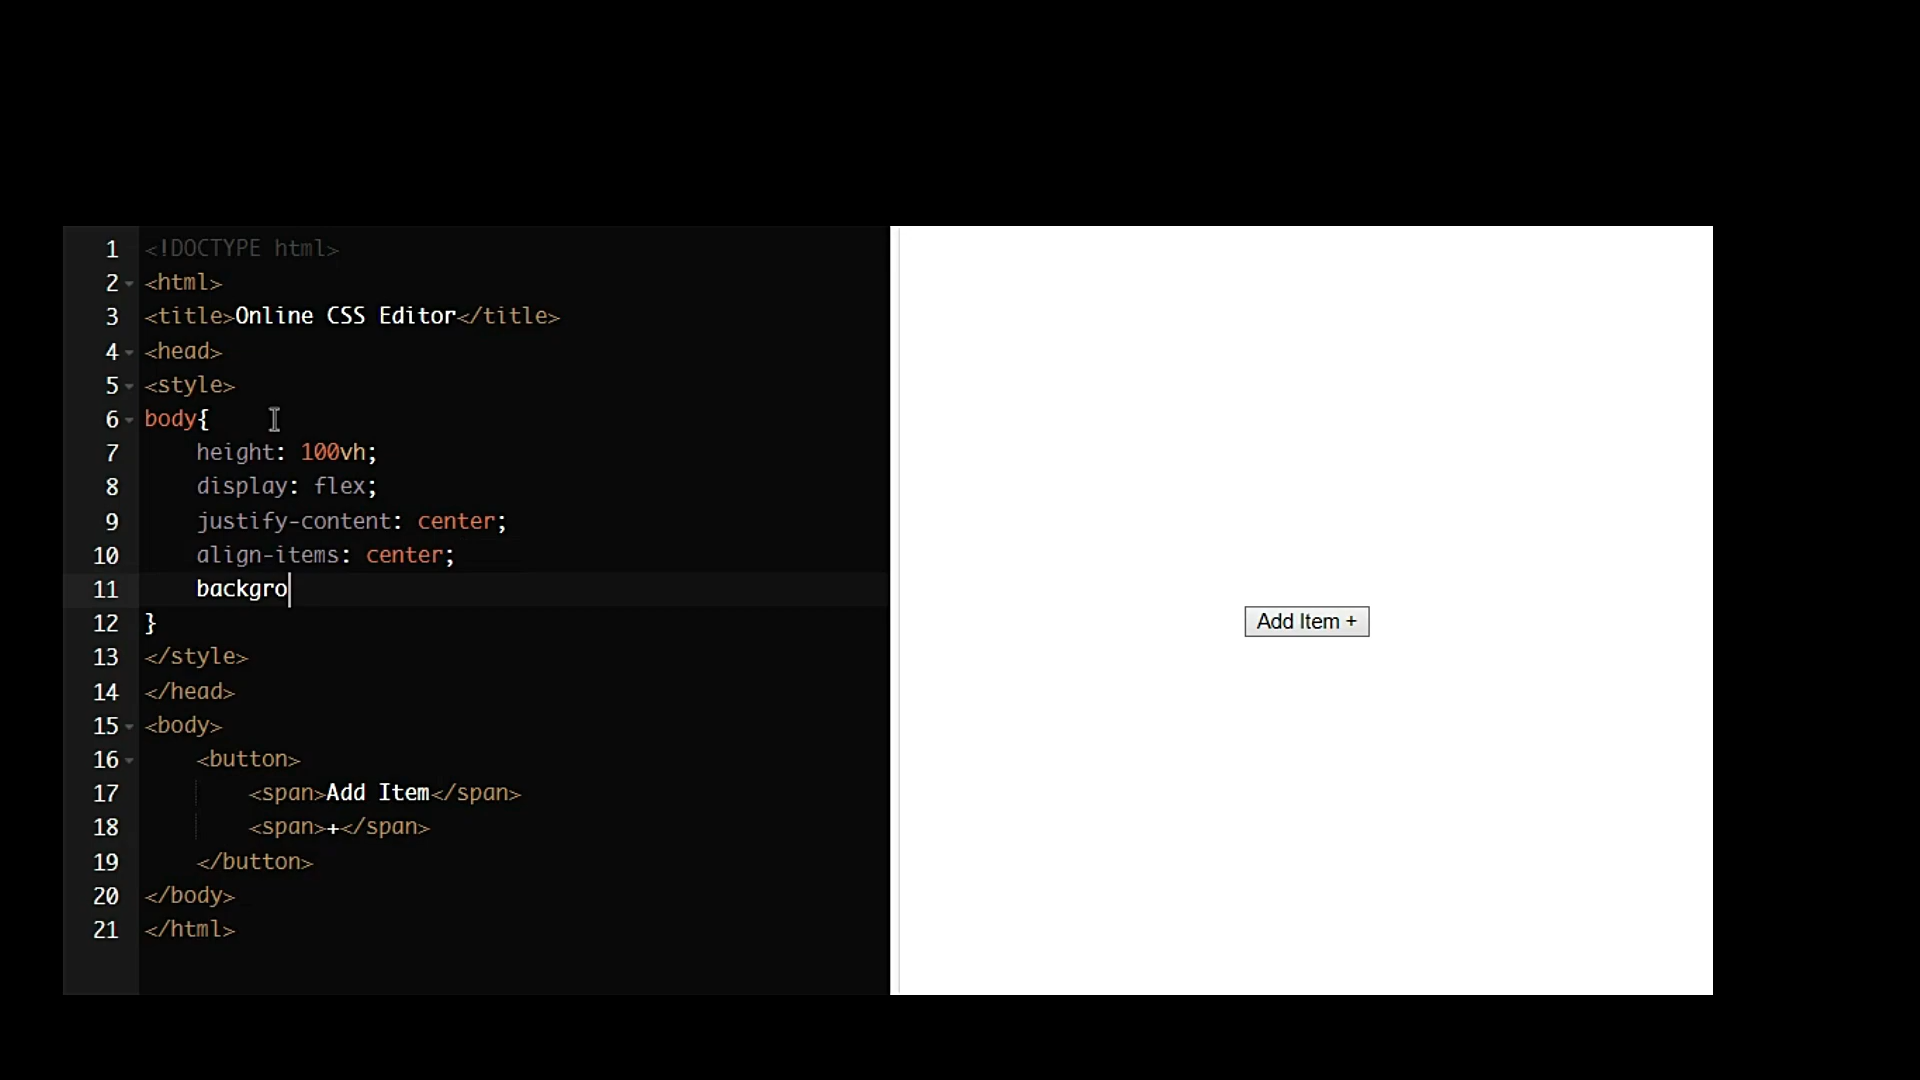 1 <!DOCTYPE html>
2 <html>
3 <title>Online CSS Editor</title>
4 <head>
5 <style>
6 body{
7 height: 100vh;
8 display: flex;
9 justify-content: center;
10 align-items: center;
11 backgro
12 }
13 </style>
14 </head>
15 <body>
16 <button>
17 <span>Add Item</span>
18 <span>+</span>
19 </button>
20 </body>
21 </html>
Add Item +